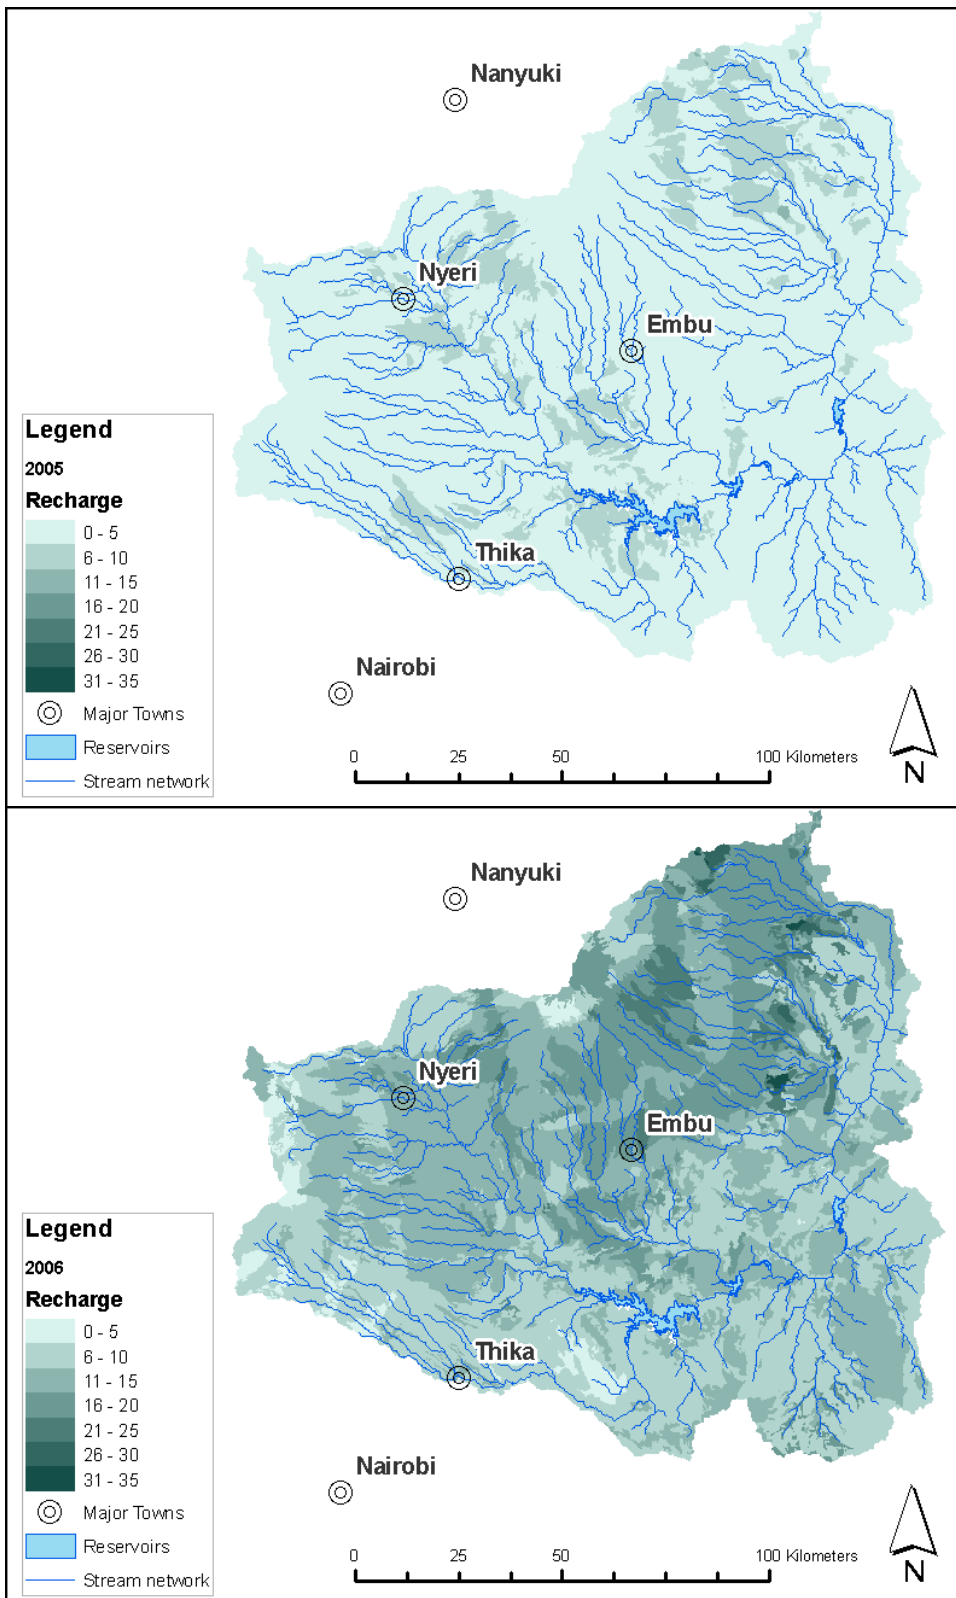 Nanyuki
Nyeri
Embu
Legend
2005
Recharge
0 - 5
6 - 10
11 - 15
16 - 20
21 - 25
26 - 30
31 - 35
Major Towns
Reservoirs
Stream network
Thika
Nairobi
0 25 50 100 Kilometers
N
Nanyuki
Nyeri
Embu
Legend
2006
Recharge
0 - 5
6 - 10
11 - 15
16 - 20
21 - 25
26 - 30
31 - 35
Major Towns
Reservoirs
Stream network
Thika
Nairobi
0 25 50 100 Kilometers
N